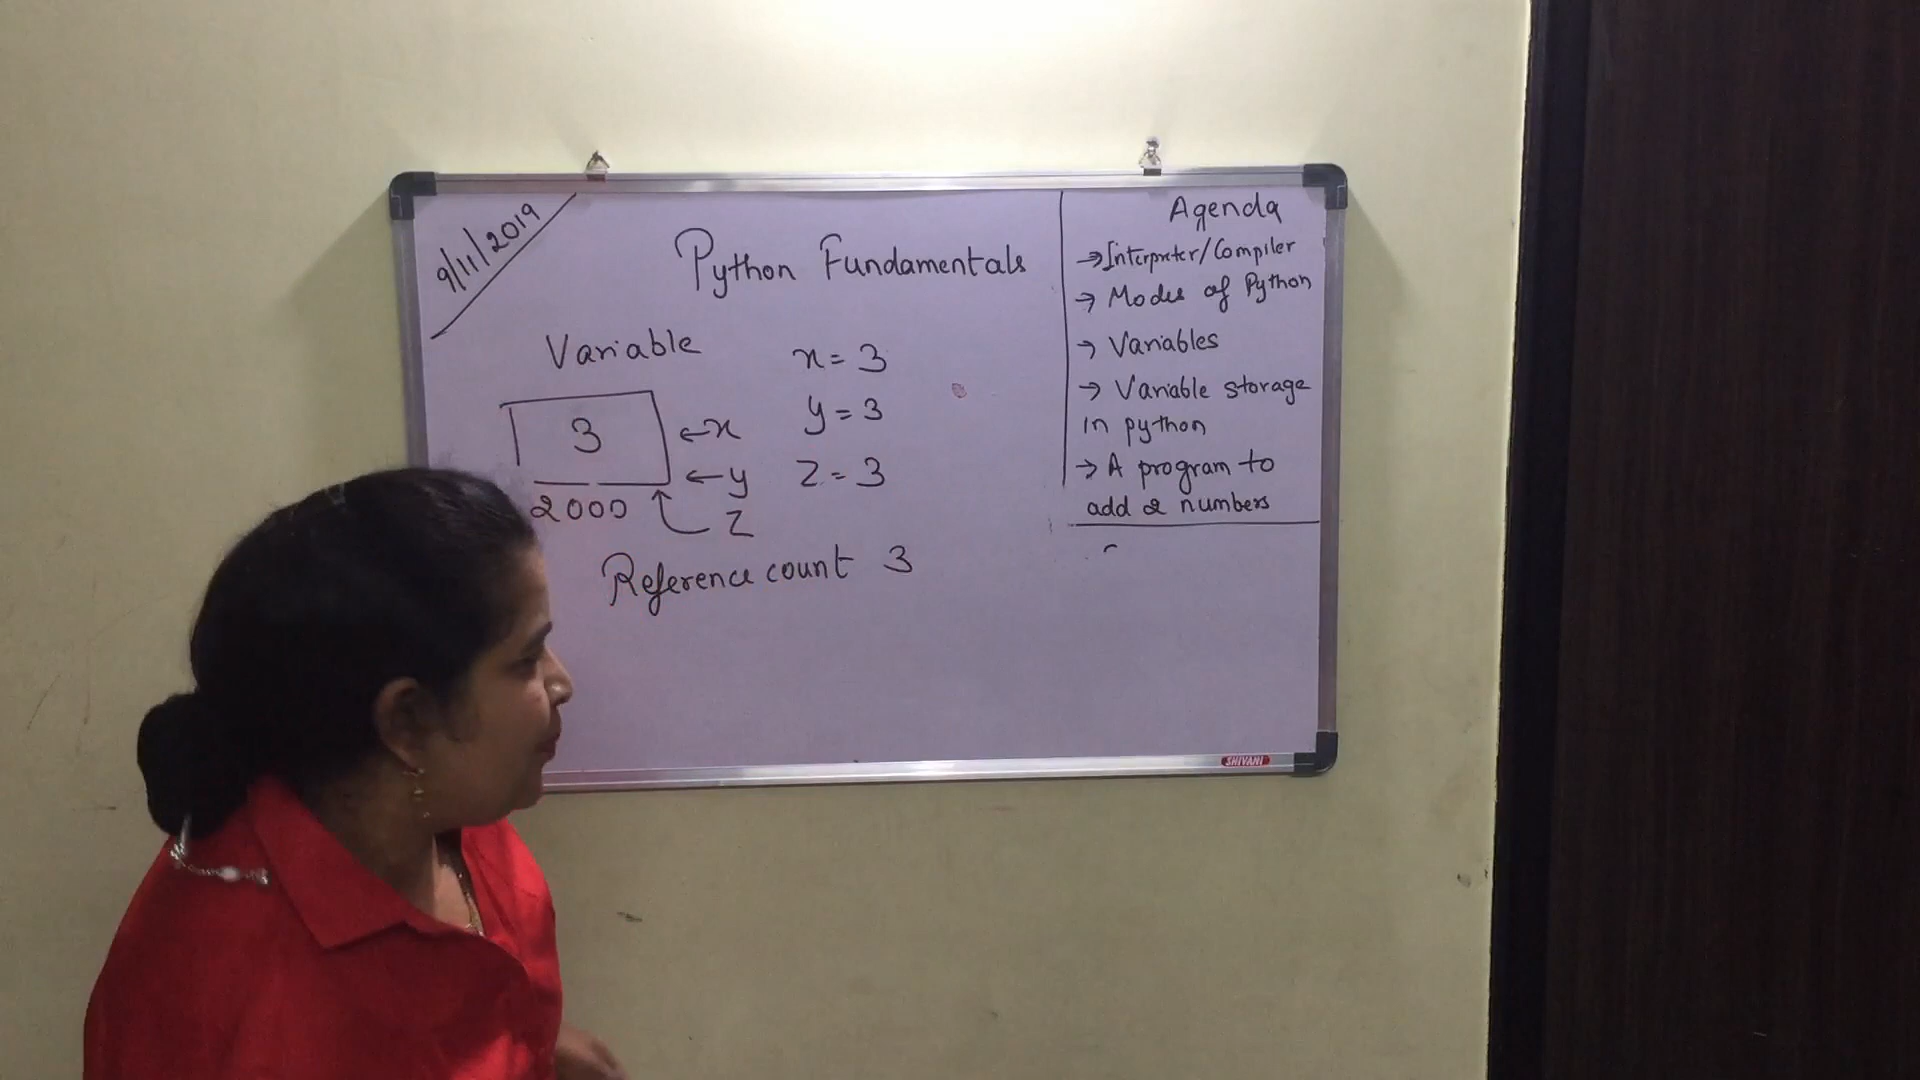 9/11/2019
Python Fundamentals
Variable
x = 3
y = 3
z = 3
3
← x
← y
z
2000
Reference count 3
Agenda
→ Interpreter/Compiler
→ Modes of Python
→ Variables
→ Variable storage
in python
→ A program to
add 2 numbers
SHIVANI